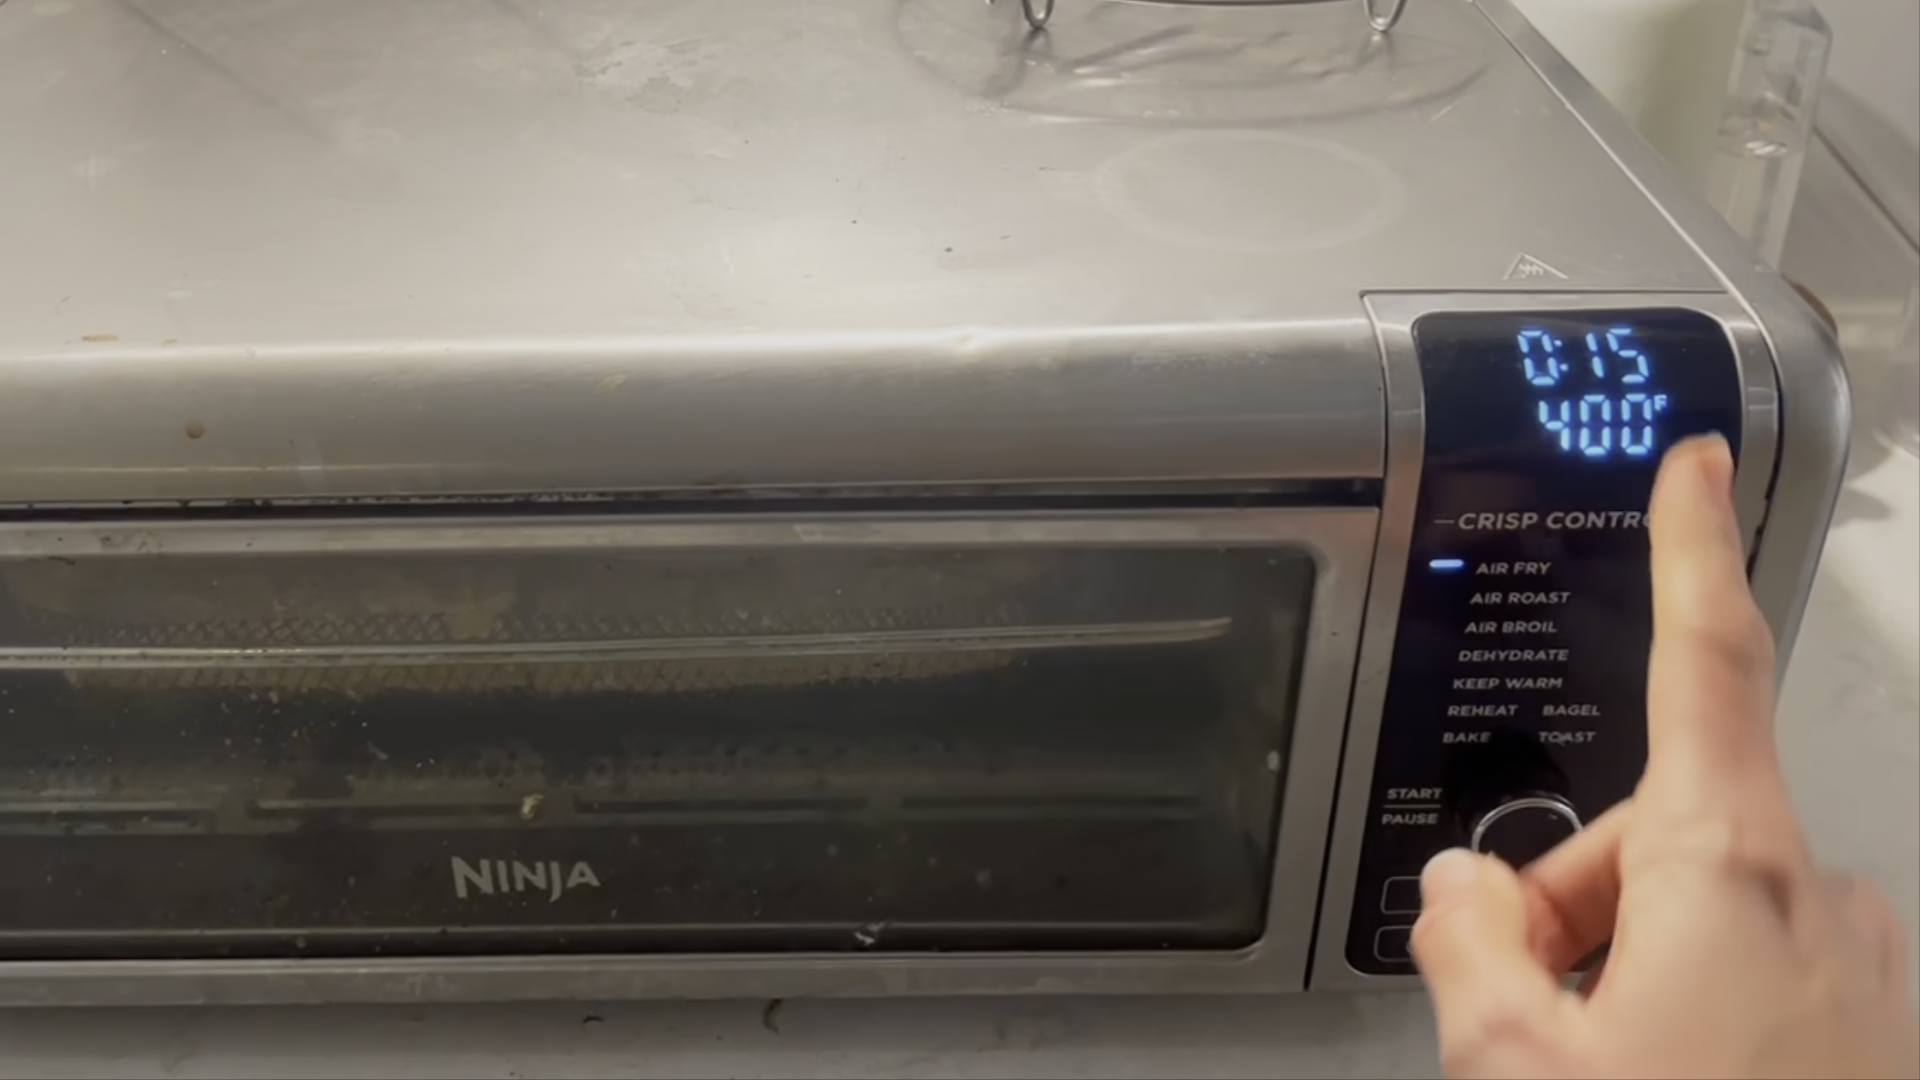 0:15
400F
CRISP CONTRO
AIR FRY
AIR ROAST
AIR BROIL
DEHYDRATE
KEEP WARM
REHEAT BAGEL
BAKE TOAST
START
PAUSE
NINJA